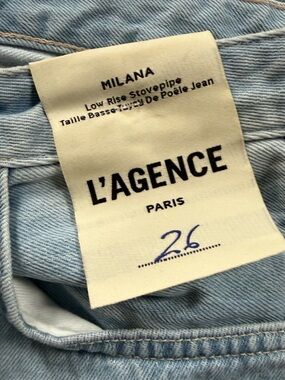 MILANA
Low Rise Stovepipe
Taille Basse Tuyau De Poêle Jean
L'AGENCE
PARIS
26